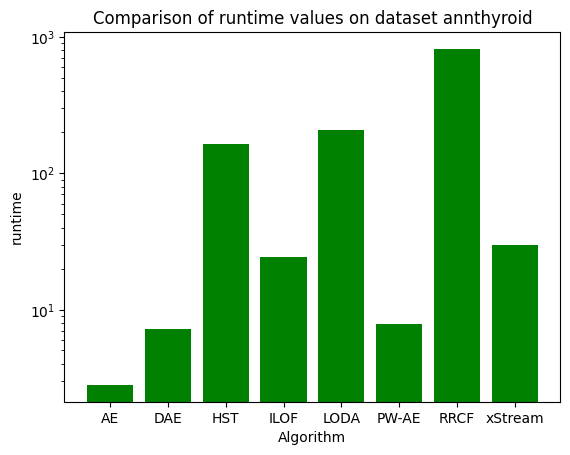 Comparison of runtime values on dataset annthyroid
10³
10²
10¹
runtime
AE DAE HST ILOF LODA PW-AE RRCF xStream
Algorithm